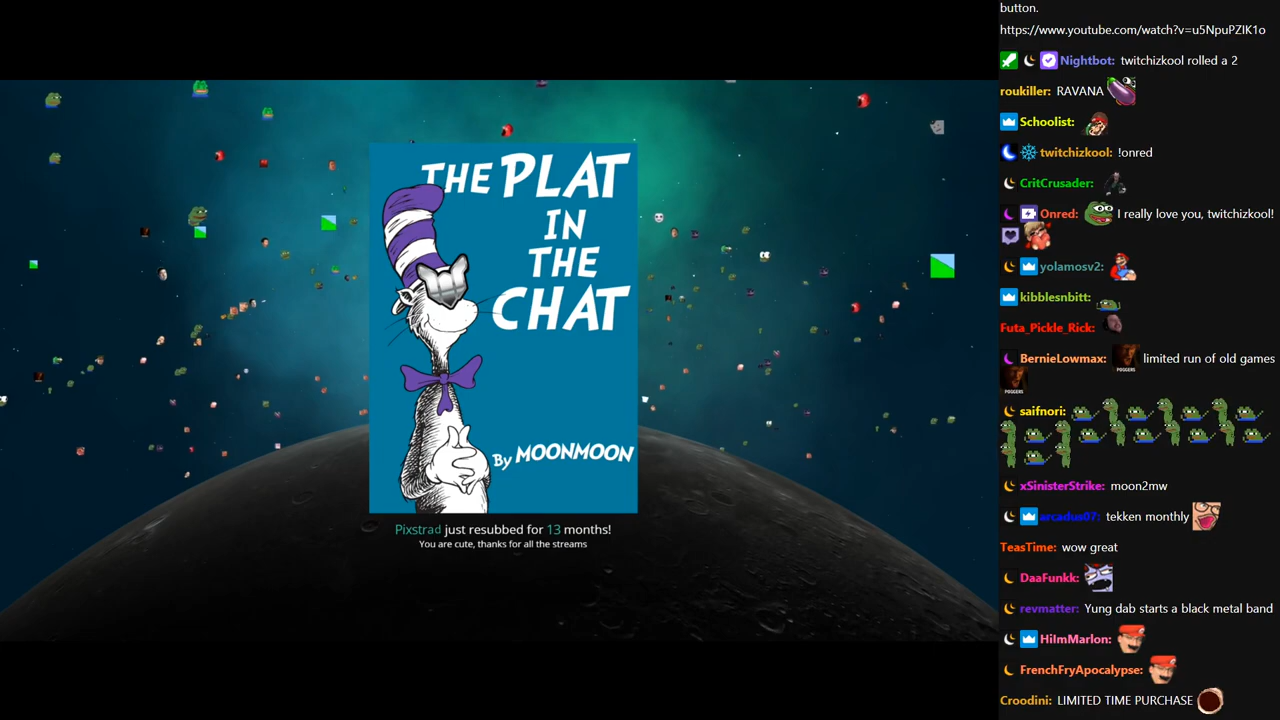 THE PLAT
IN
THE
CHAT
By MOONMOON
Pixstrad just resubbed for 13 months!
You are cute, thanks for all the streams
button.
https://www.youtube.com/watch?v=u5NpuPZIK1o
Nightbot: twitchizkool rolled a 2
roukiller: RAVANA
Schoolist:
twitchizkool: !onred
CritCrusader:
Onred: I really love you, twitchizkool!
yolamosv2:
kibblesnbitt:
Futa_Pickle_Rick:
BernieLowmax: POGGERS limited run of old games
POGGERS
saifnori:
xSinisterStrike: moon2mw
arcadus07: tekken monthly
TeasTime: wow great
DaaFunkk:
revmatter: Yung dab starts a black metal band
HiImMarlon:
FrenchFryApocalypse:
Croodini: LIMITED TIME PURCHASE